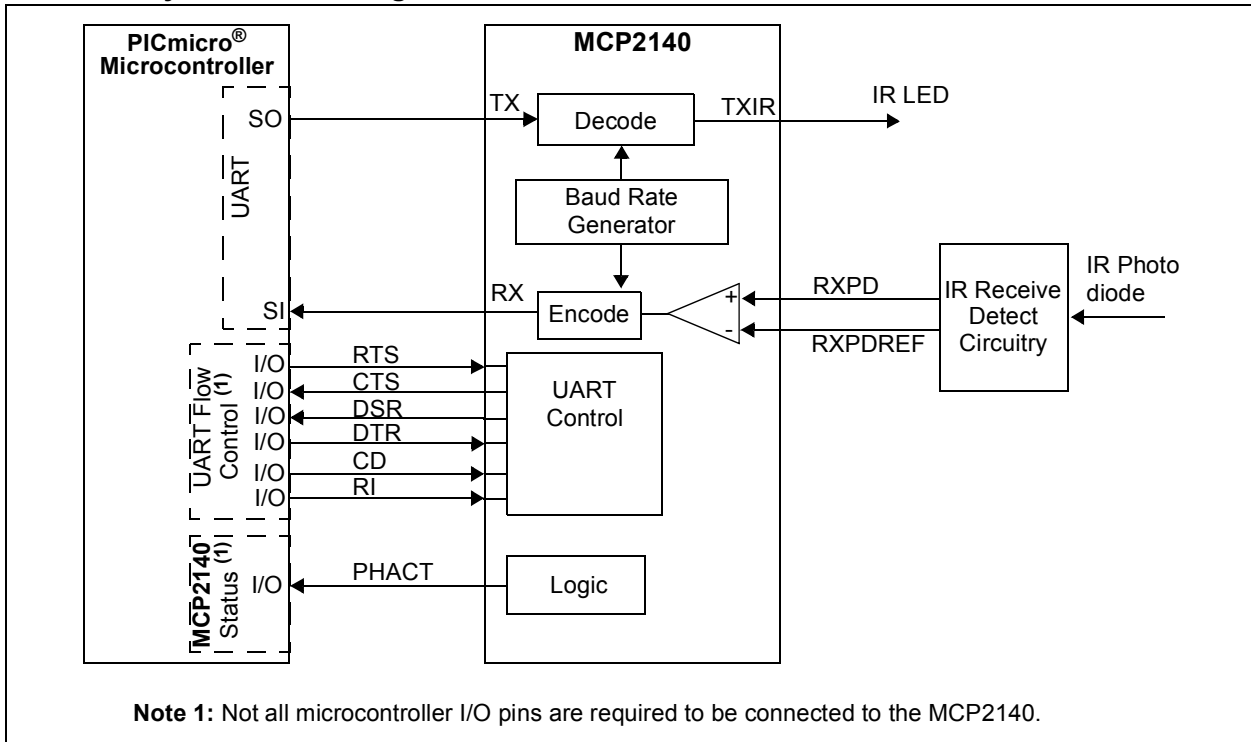 PICmicro®
Microcontroller
MCP2140
UART
SO
TX
Decode
TXIR
IR LED
Baud Rate
Generator
SI
RX
Encode
+
-
RXPD
RXPDREF
IR Receive
Detect
Circuitry
IR Photo
diode
UART Flow
Control (1)
I/O
RTS
I/O
CTS
I/O
DSR
I/O
DTR
I/O
CD
I/O
RI
UART
Control
MCP2140
Status (1)
I/O
PHACT
Logic
Note 1: Not all microcontroller I/O pins are required to be connected to the MCP2140.